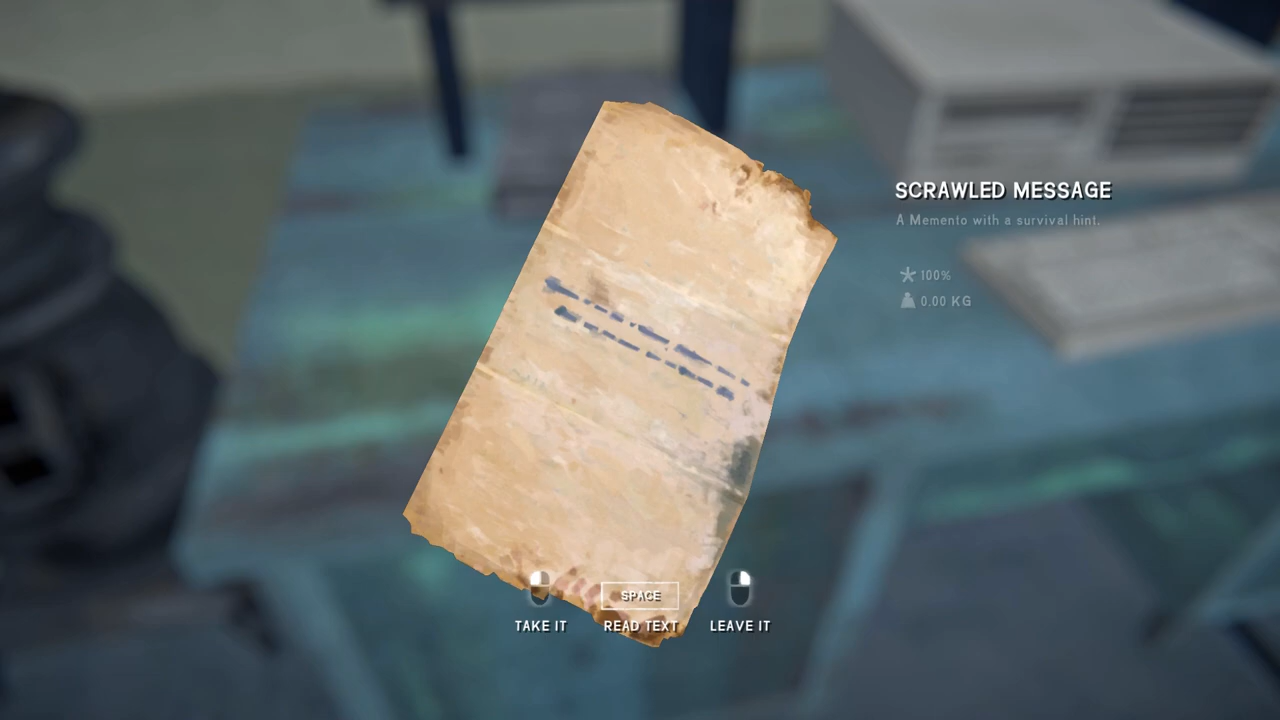 SCRAWLED MESSAGE
A Memento with a survival hint.
100%
0.00 KG
SPACE
TAKE IT
READ TEXT
LEAVE IT